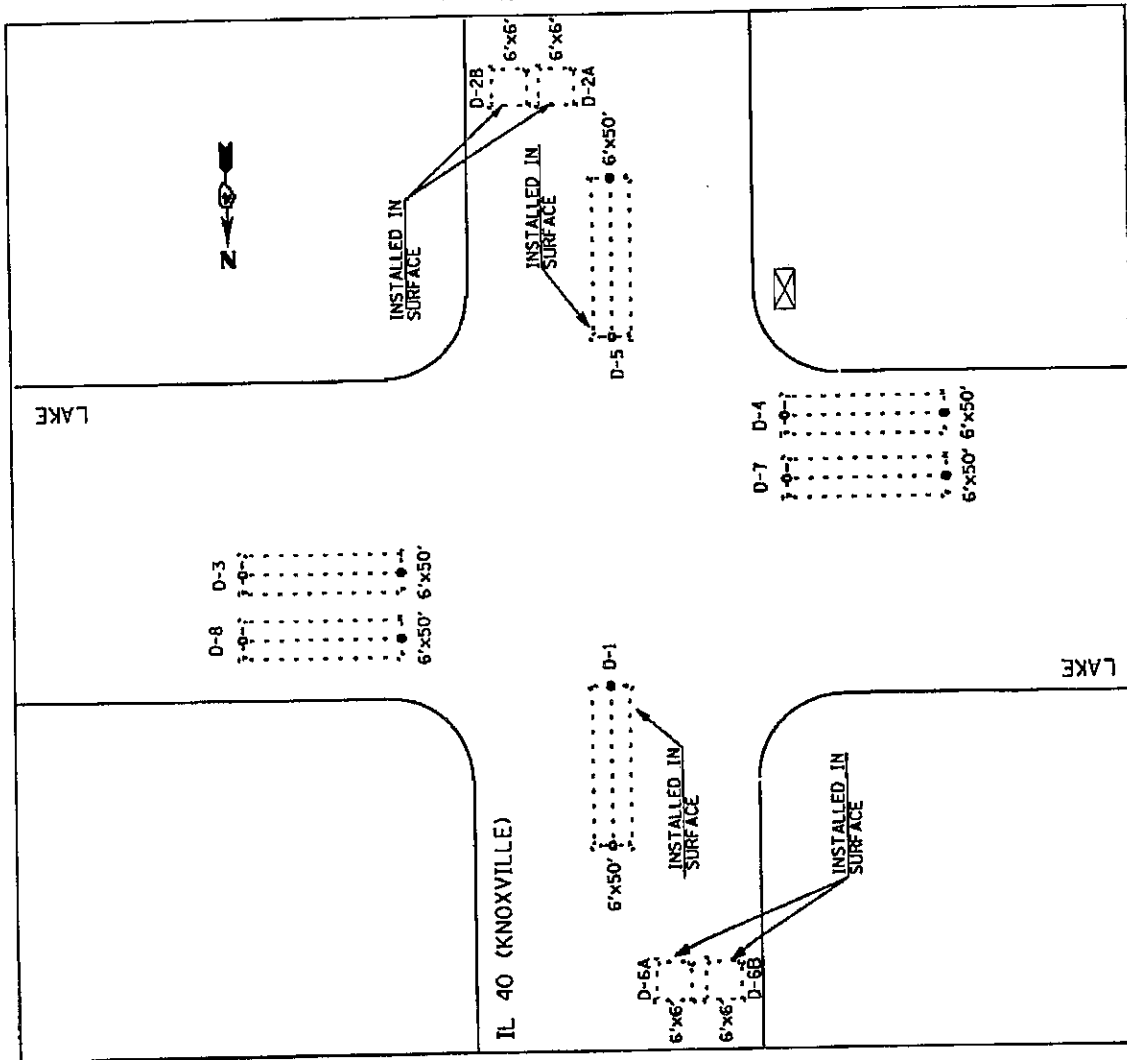 D-2B
6'x6'
6'x6'
D-2A
INSTALLED IN
SURFACE
N
INSTALLED IN
SURFACE
6'x50'
D-5
LAKE
D-4
6'x50'
D-7
6'x50'
D-3
6'x50'
D-8
6'x50'
D-1
LAKE
INSTALLED IN
SURFACE
6'x50'
INSTALLED IN
SURFACE
IL 40 (KNOXVILLE)
D-6A
6'x6'
6'x6'
D-6B